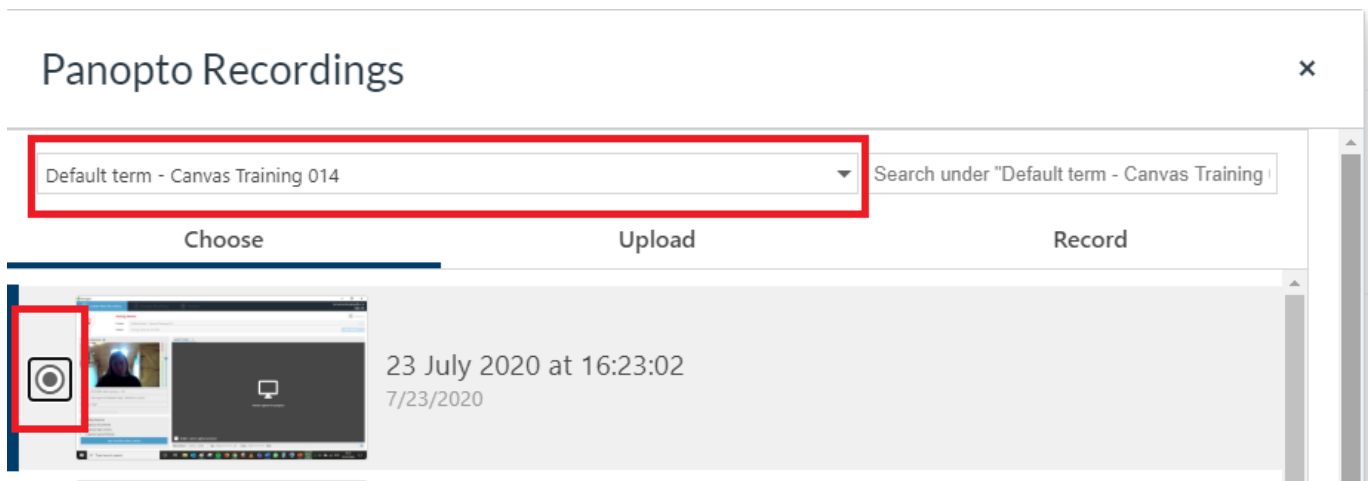 Panopto Recordings
×
Default term - Canvas Training 014
Search under "Default term - Canvas Training
Choose Upload Record
23 July 2020 at 16:23:02
7/23/2020